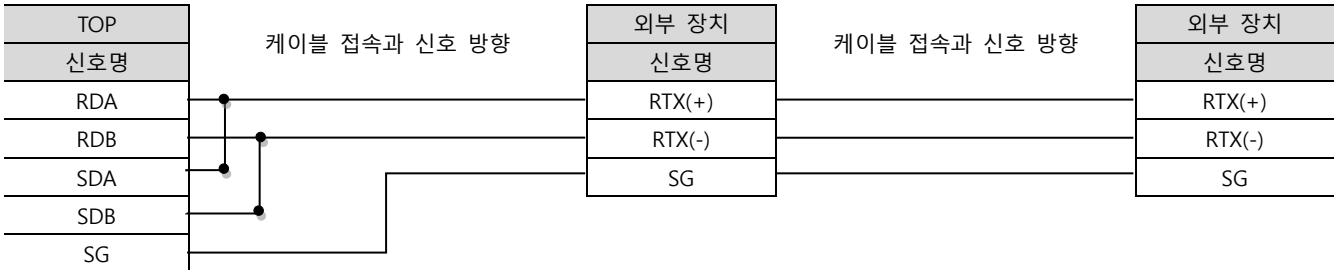 TOP
케이블 접속과 신호 방향
외부 장치
케이블 접속과 신호 방향
외부 장치
신호명
신호명
신호명
RDA
RTX(+)
RTX(+)
RDB
RTX(-)
RTX(-)
SDA
SG
SG
SDB
SG